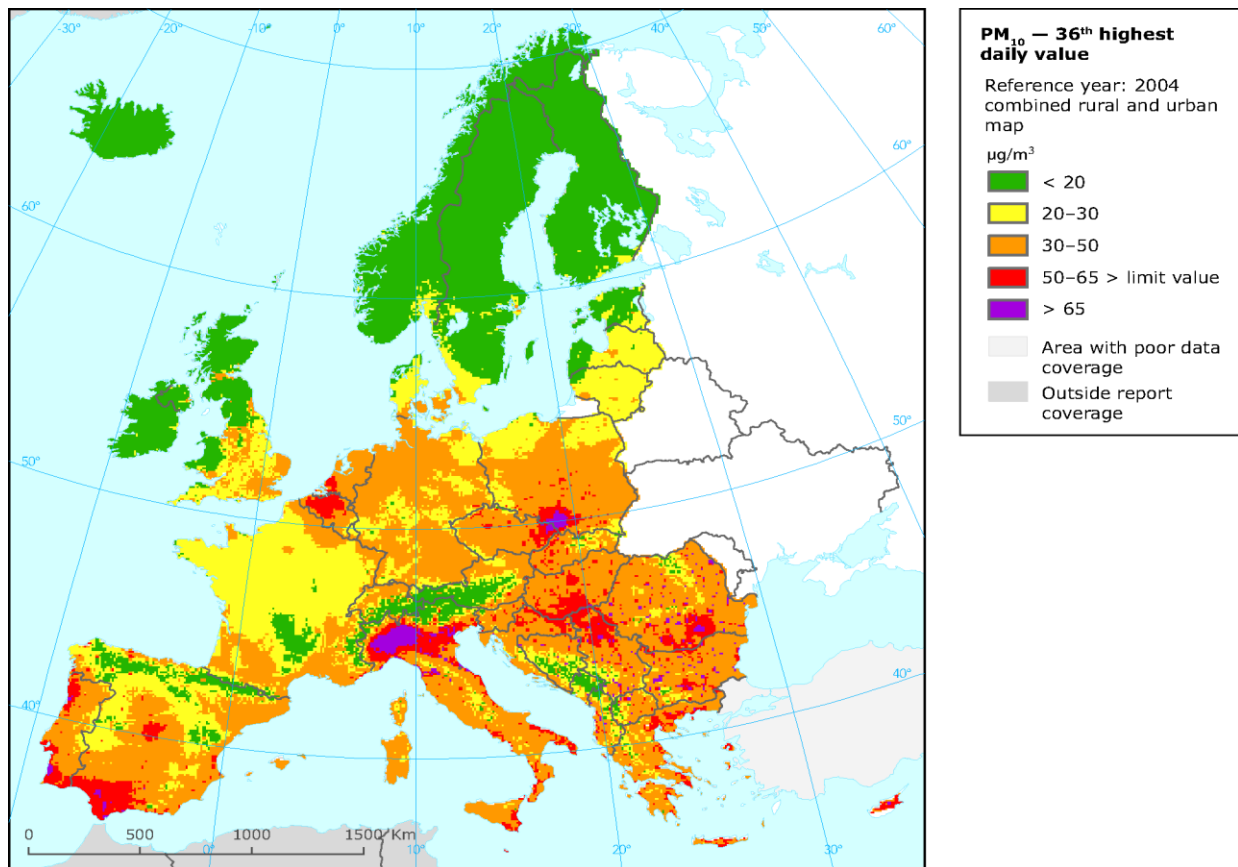 -30°
-20°
-10°
0°
10°
20°
30°
40°
50°
60°
60°
60°
50°
50°
40°
40°
0 500 1000 1500 Km
0°
10°
20°
30°
PM₁₀ — 36ᵗʰ highest
daily value
Reference year: 2004
combined rural and urban
map
µg/m³
< 20
20–30
30–50
50–65 > limit value
> 65
Area with poor data
coverage
Outside report
coverage